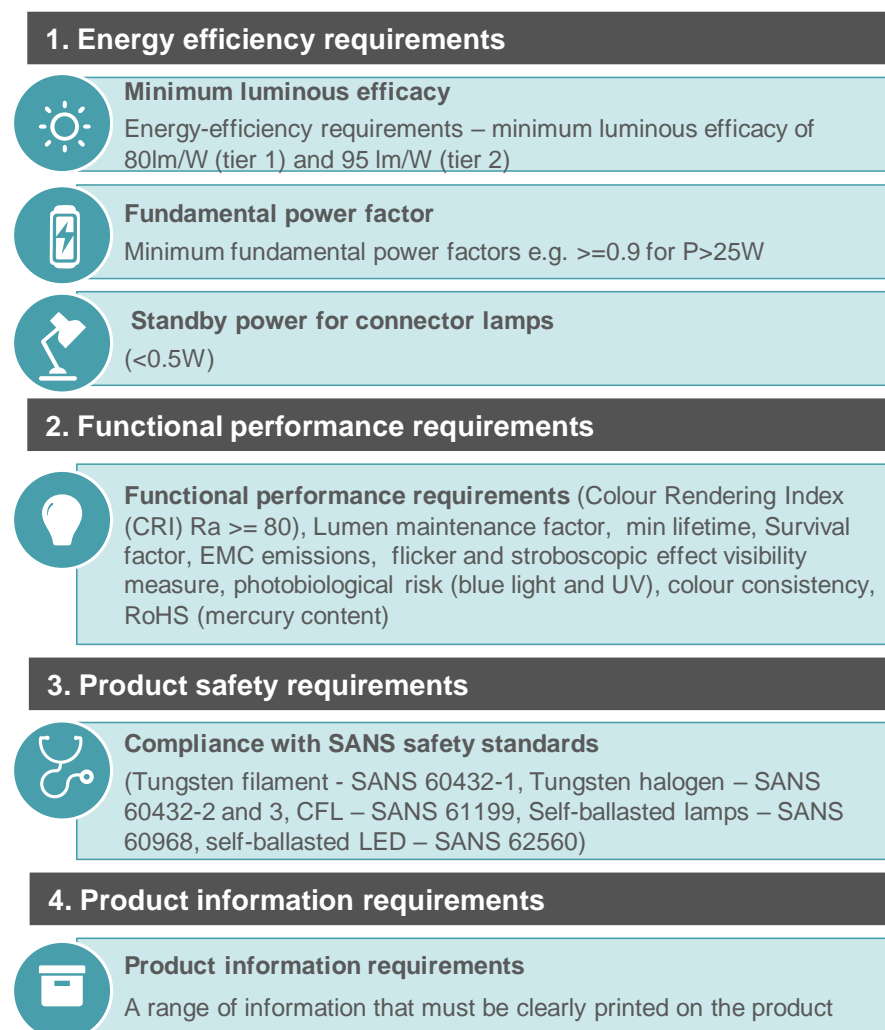 1. Energy efficiency requirements
Minimum luminous efficacy
Energy-efficiency requirements – minimum luminous efficacy of
80lm/W (tier 1) and 95 lm/W (tier 2)
Fundamental power factor
Minimum fundamental power factors e.g. >=0.9 for P>25W
Standby power for connector lamps
(<0.5W)
2. Functional performance requirements
Functional performance requirements (Colour Rendering Index
(CRI) Ra >= 80), Lumen maintenance factor, min lifetime, Survival
factor, EMC emissions, flicker and stroboscopic effect visibility
measure, photobiological risk (blue light and UV), colour consistency,
RoHS (mercury content)
3. Product safety requirements
Compliance with SANS safety standards
(Tungsten filament - SANS 60432-1, Tungsten halogen – SANS
60432-2 and 3, CFL – SANS 61199, Self-ballasted lamps – SANS
60968, self-ballasted LED – SANS 62560)
4. Product information requirements
Product information requirements
A range of information that must be clearly printed on the product